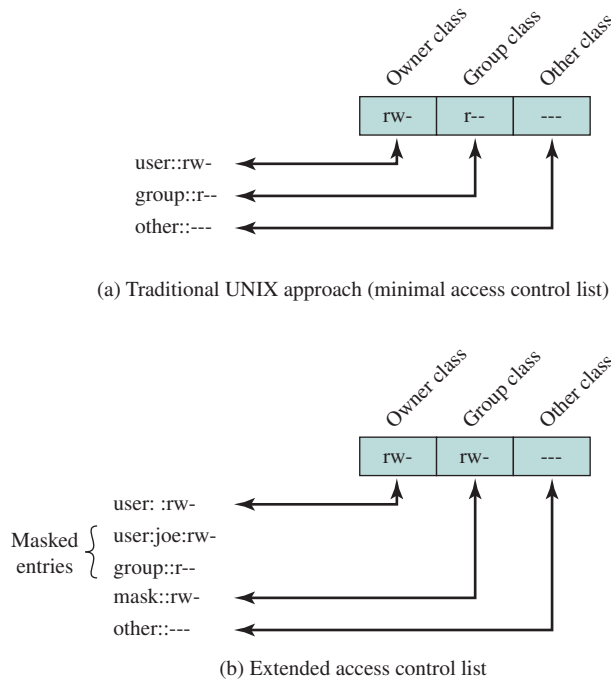 Owner class
Group class
Other class
rw- r-- ---
user::rw-
group::r--
other::---
(a) Traditional UNIX approach (minimal access control list)
Owner class
Group class
Other class
rw- rw- ---
user: :rw-
Masked
entries
user:joe:rw-
group::r--
mask::rw-
other::---
(b) Extended access control list